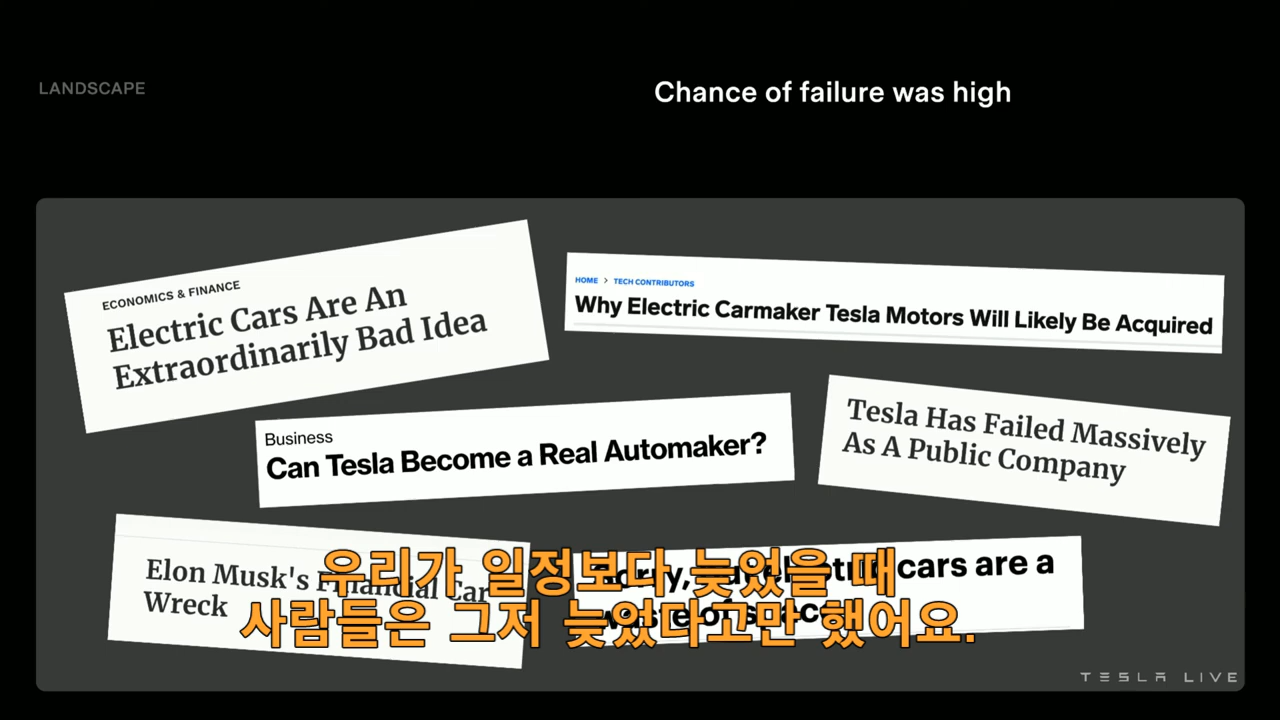 LANDSCAPE
Chance of failure was high
ECONOMICS & FINANCE
Electric Cars Are An
Extraordinarily Bad Idea
HOME > TECH CONTRIBUTORS
Why Electric Carmaker Tesla Motors Will Likely Be Acquired
Business
Can Tesla Become a Real Automaker?
Tesla Has Failed Massively
As A Public Company
Elon Musk's Financial Car
Wreck
cars are a
of
우리가 일정보다 늦었을 때
사람들은 그저 늦었다고만 했어요.
TESLA LIVE